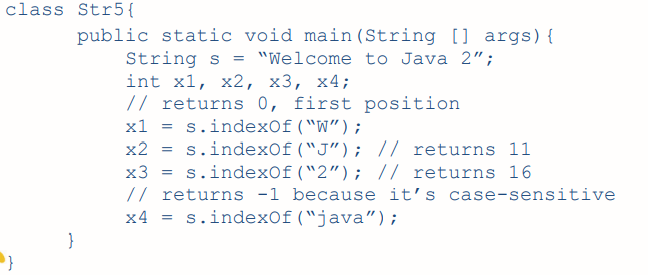 class Str5{
public static void main(String [] args){
String s = “Welcome to Java 2”;
int x1, x2, x3, x4;
// returns 0, first position
x1 = s.indexOf(“W”);
x2 = s.indexOf(“J”); // returns 11
x3 = s.indexOf(“2”); // returns 16
// returns -1 because it’s case-sensitive
x4 = s.indexOf(“java”);
}
}